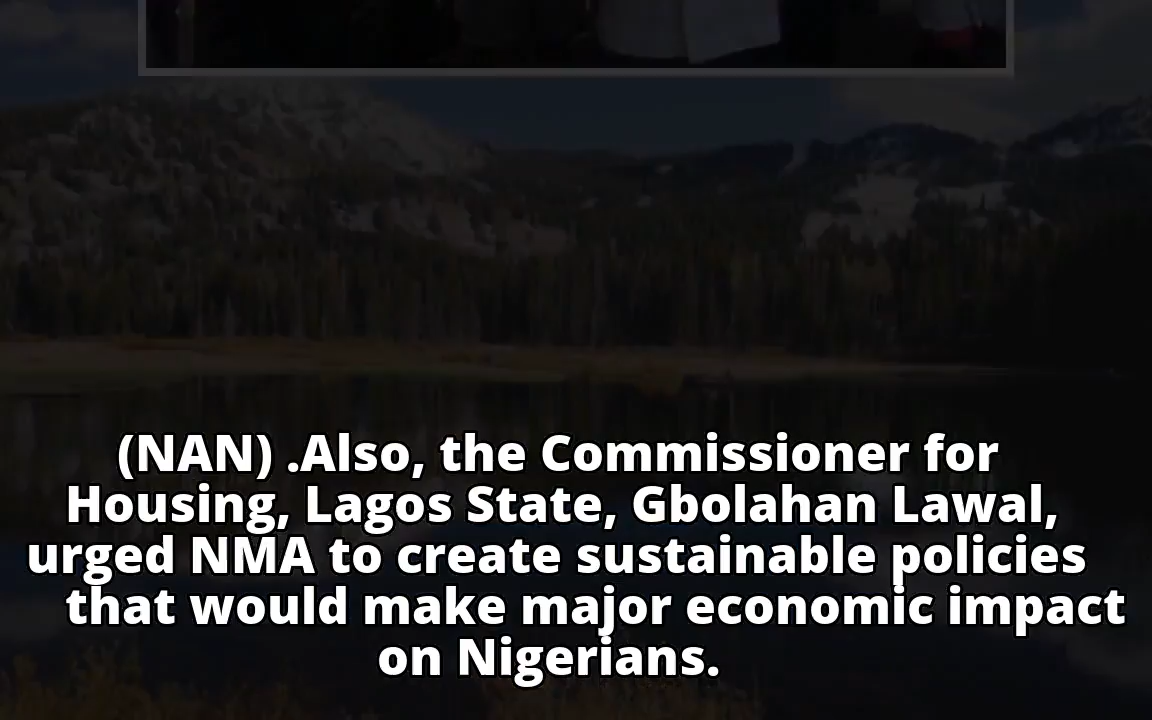 (NAN) .Also, the Commissioner for
Housing, Lagos State, Gbolahan Lawal,
urged NMA to create sustainable policies
that would make major economic impact
on Nigerians.